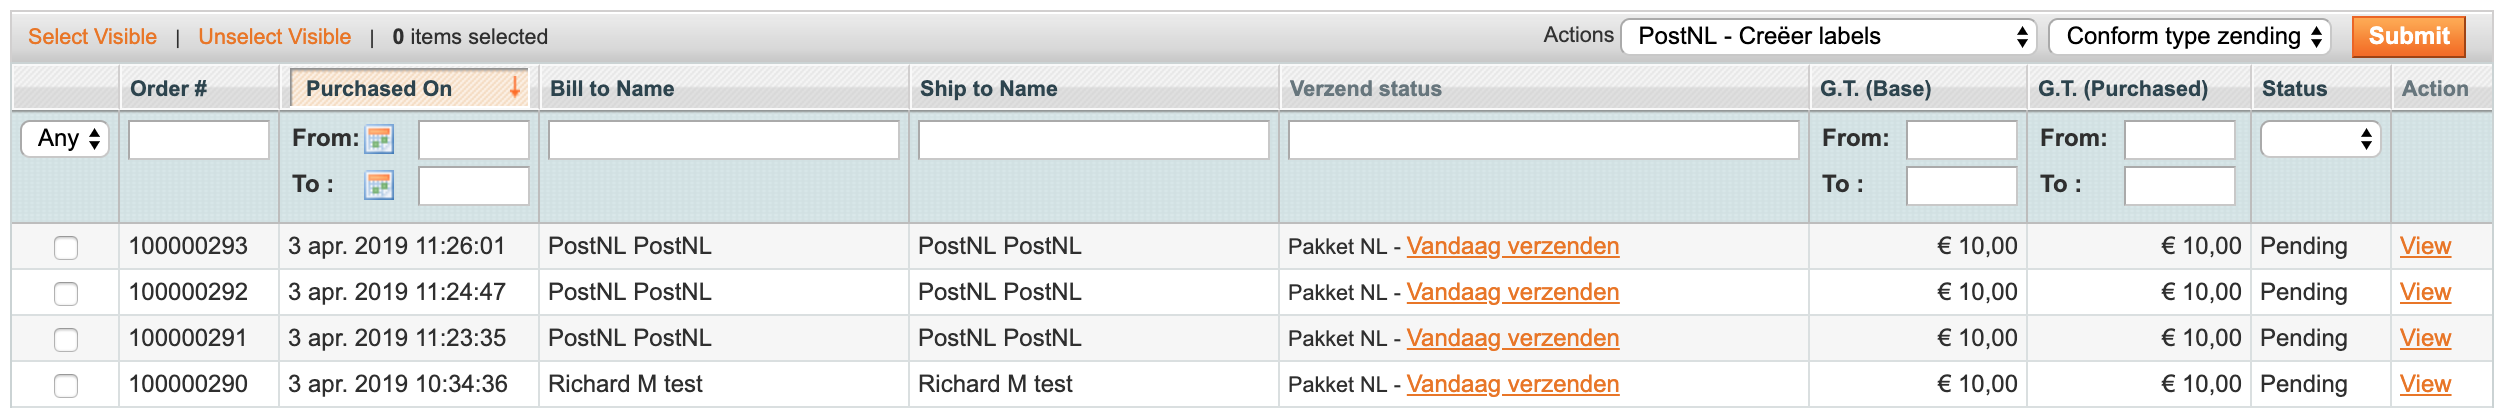 Select Visible | Unselect Visible | 0 items selected Actions PostNL - Creëer labels Conform type zending Submit
Order # Purchased On Bill to Name Ship to Name Verzend status G.T. (Base) G.T. (Purchased) Status Action
Any From: From: From:
To : To : To :
100000293 3 apr. 2019 11:26:01 PostNL PostNL PostNL PostNL Pakket NL - Vandaag verzenden € 10,00 € 10,00 Pending View
100000292 3 apr. 2019 11:24:47 PostNL PostNL PostNL PostNL Pakket NL - Vandaag verzenden € 10,00 € 10,00 Pending View
100000291 3 apr. 2019 11:23:35 PostNL PostNL PostNL PostNL Pakket NL - Vandaag verzenden € 10,00 € 10,00 Pending View
100000290 3 apr. 2019 10:34:36 Richard M test Richard M test Pakket NL - Vandaag verzenden € 10,00 € 10,00 Pending View